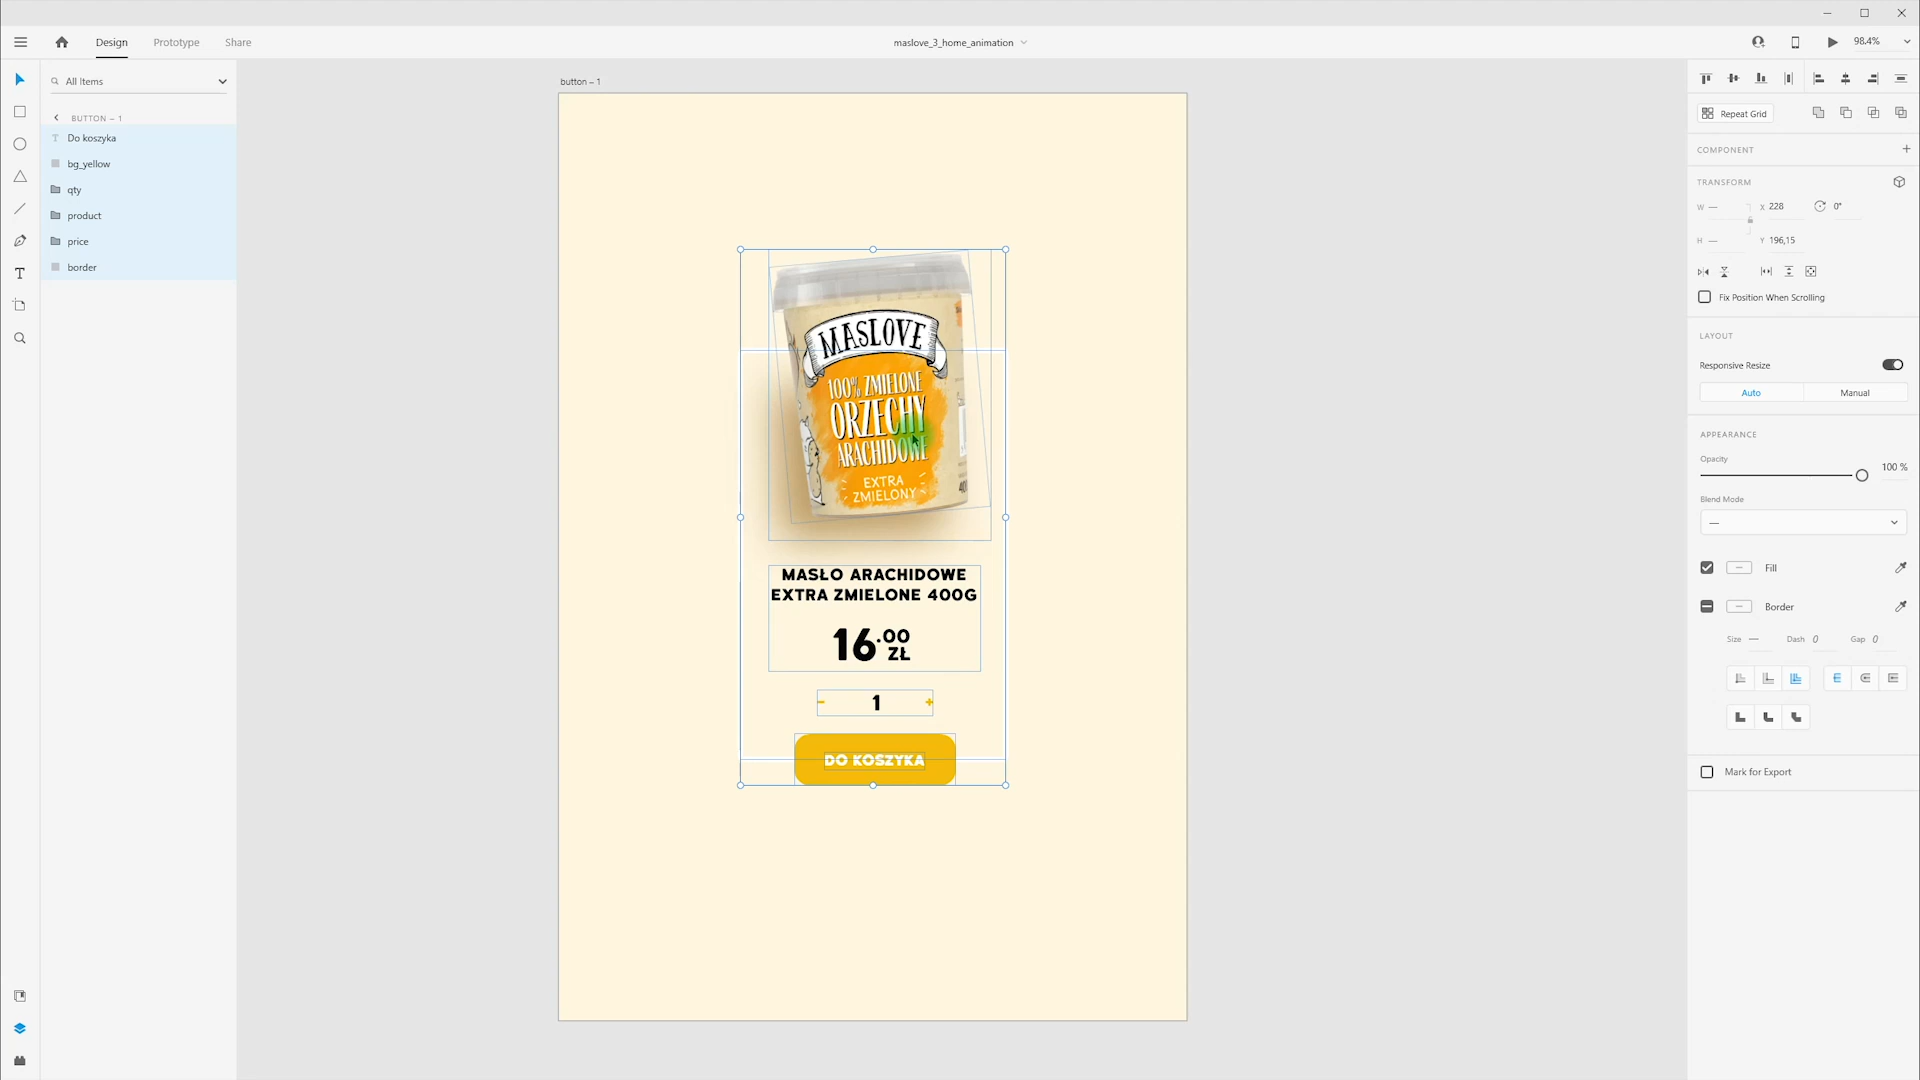 Design
Prototype
Share
maslove_3_home_animation
98.4%
All Items
BUTTON – 1
Do koszyka
bg_yellow
qty
product
price
border
button – 1
MASLOVE
100% ZMIELONE
ORZECHY
ARACHIDOWE
EXTRA
ZMIELONY
MASŁO ARACHIDOWE
EXTRA ZMIELONE 400G
16.00
ZŁ
- 1 +
DO KOSZYKA
Repeat Grid
COMPONENT
TRANSFORM
W — X 228 0°
H — Y 196,15
Fix Position When Scrolling
LAYOUT
Responsive Resize
Auto Manual
APPEARANCE
Opacity
100 %
Blend Mode
—
Fill
Border
Size — Dash 0 Gap 0
Mark for Export